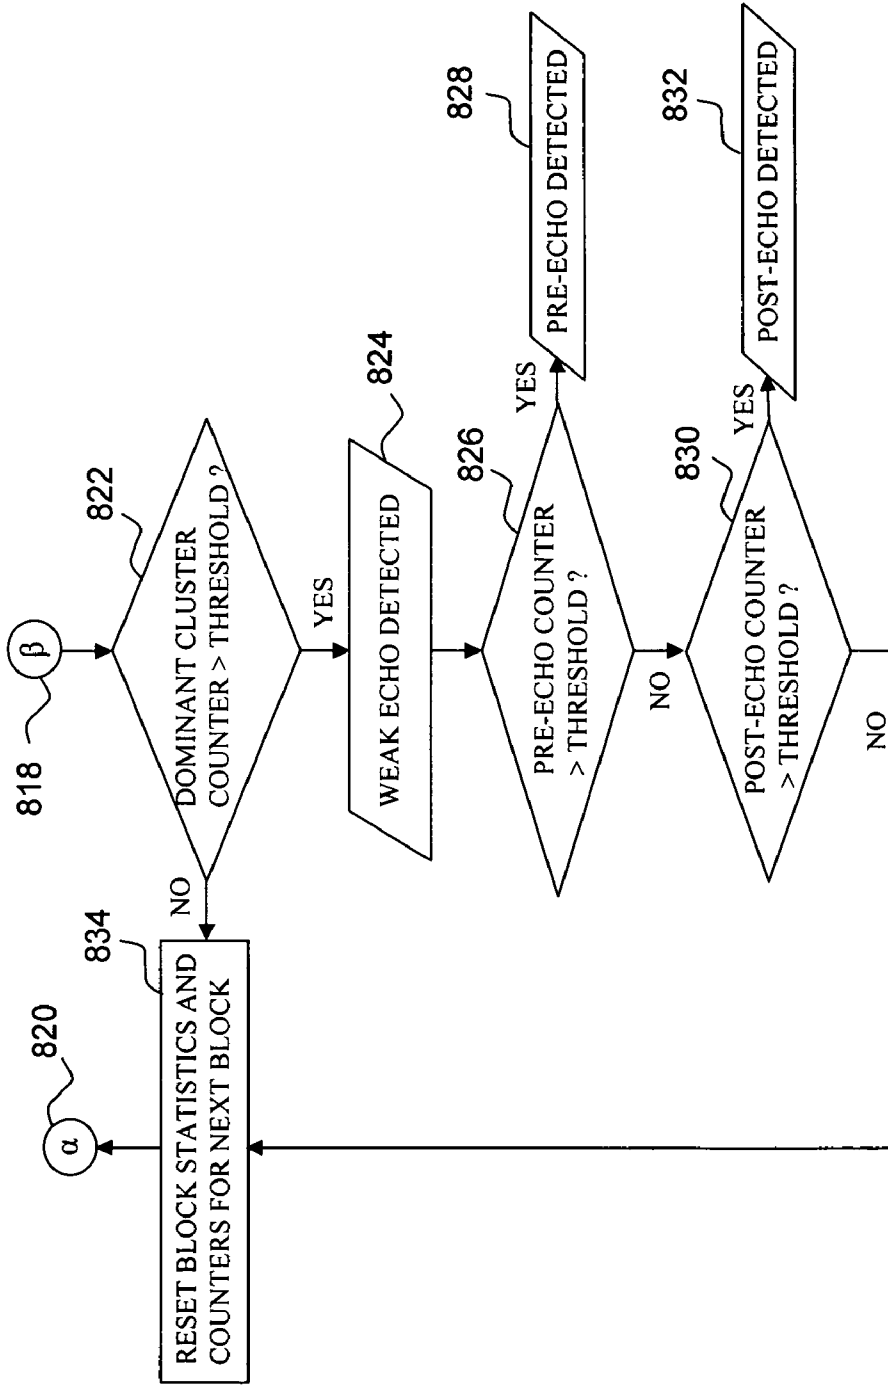 818
β
822
DOMINANT CLUSTER
COUNTER > THRESHOLD ?
NO
YES
820
α
834
RESET BLOCK STATISTICS AND
COUNTERS FOR NEXT BLOCK
824
WEAK ECHO DETECTED
826
PRE-ECHO COUNTER
> THRESHOLD ?
YES
828
PRE-ECHO DETECTED
NO
830
POST-ECHO COUNTER
> THRESHOLD ?
YES
832
POST-ECHO DETECTED
NO